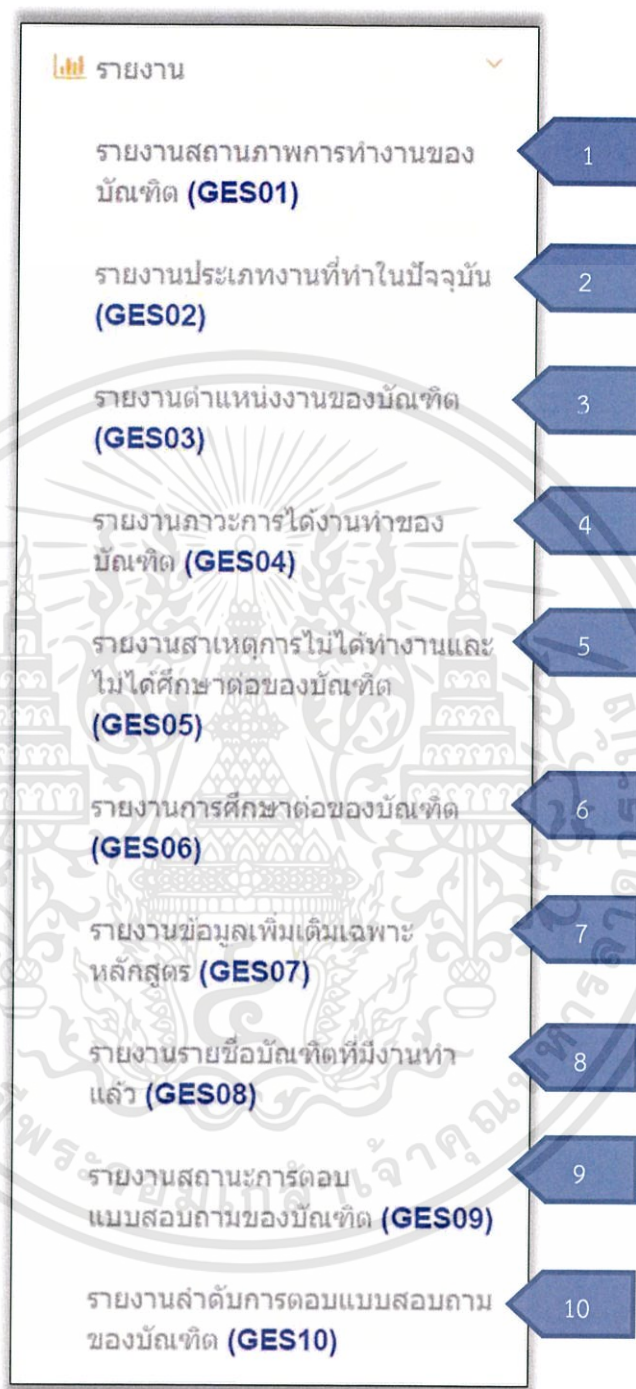 รายงาน
รายงานสถานภาพการทำงานของ
1
บัณฑิต (GES01)
รายงานประเภทงานที่ทำในปัจจุบัน
2
(GES02)
รายงานตำแหน่งงานของบัณฑิต
3
(GES03)
รายงานภาวะการได้งานทำของ
4
บัณฑิต (GES04)
รายงานสาเหตุการไม่ได้ทำงานและ
5
ไม่ได้ศึกษาต่อของบัณฑิต
(GES05)
รายงานการศึกษาต่อของบัณฑิต
6
(GES06)
รายงานข้อมูลเพิ่มเติมเฉพาะ
7
หลักสูตร (GES07)
รายงานรายชื่อบัณฑิตที่มีงานทำ
8
แล้ว (GES08)
รายงานสถานะการตอบ
9
แบบสอบถามของบัณฑิต (GES09)
รายงานลำดับการตอบแบบสอบถาม
10
ของบัณฑิต (GES10)